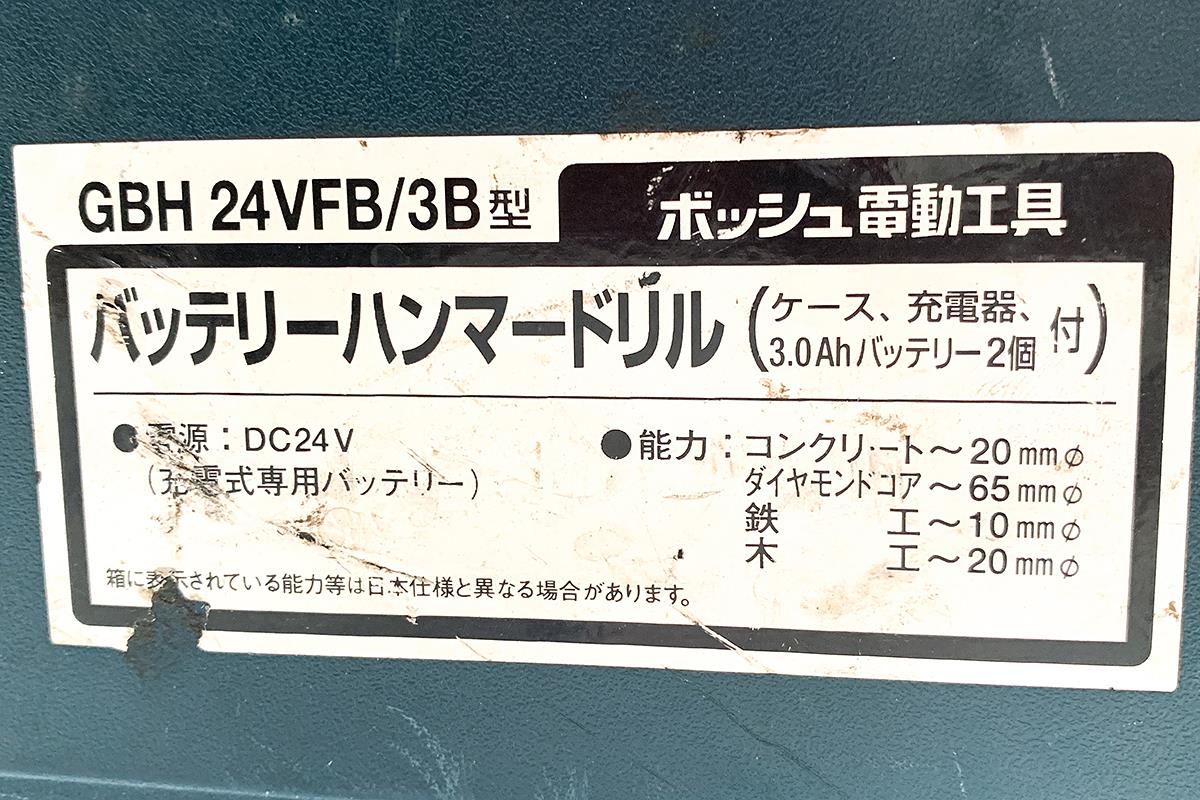 GBH 24VFB/3B型
ボッシュ電動工具
バッテリーハンマードリル(ケース、充電器、
3.0Ahバッテリー2個付)
●電源：DC24V
(充電式専用バッテリー)
●能力：コンクリート～20mmφ
ダイヤモンドコア～65mmφ
鉄　工～10mmφ
木　工～20mmφ
箱に表示されている能力等は日本仕様と異なる場合があります。